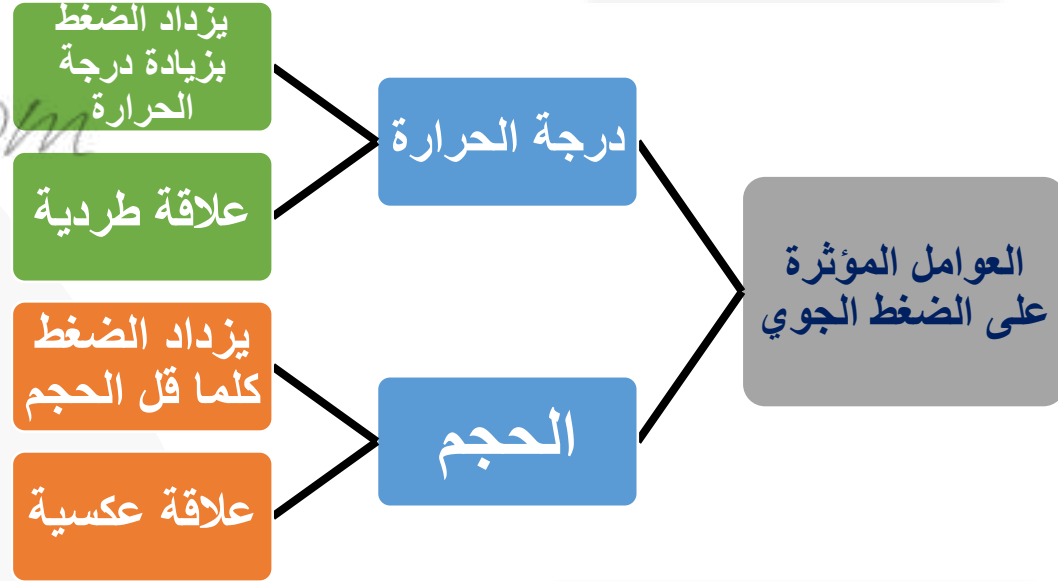 العوامل المؤثرة
على الضغط الجوي
درجة الحرارة
يزداد الضغط
بزيادة درجة
الحرارة
علاقة طردية
الحجم
يزداد الضغط
كلما قل الحجم
علاقة عكسية
om